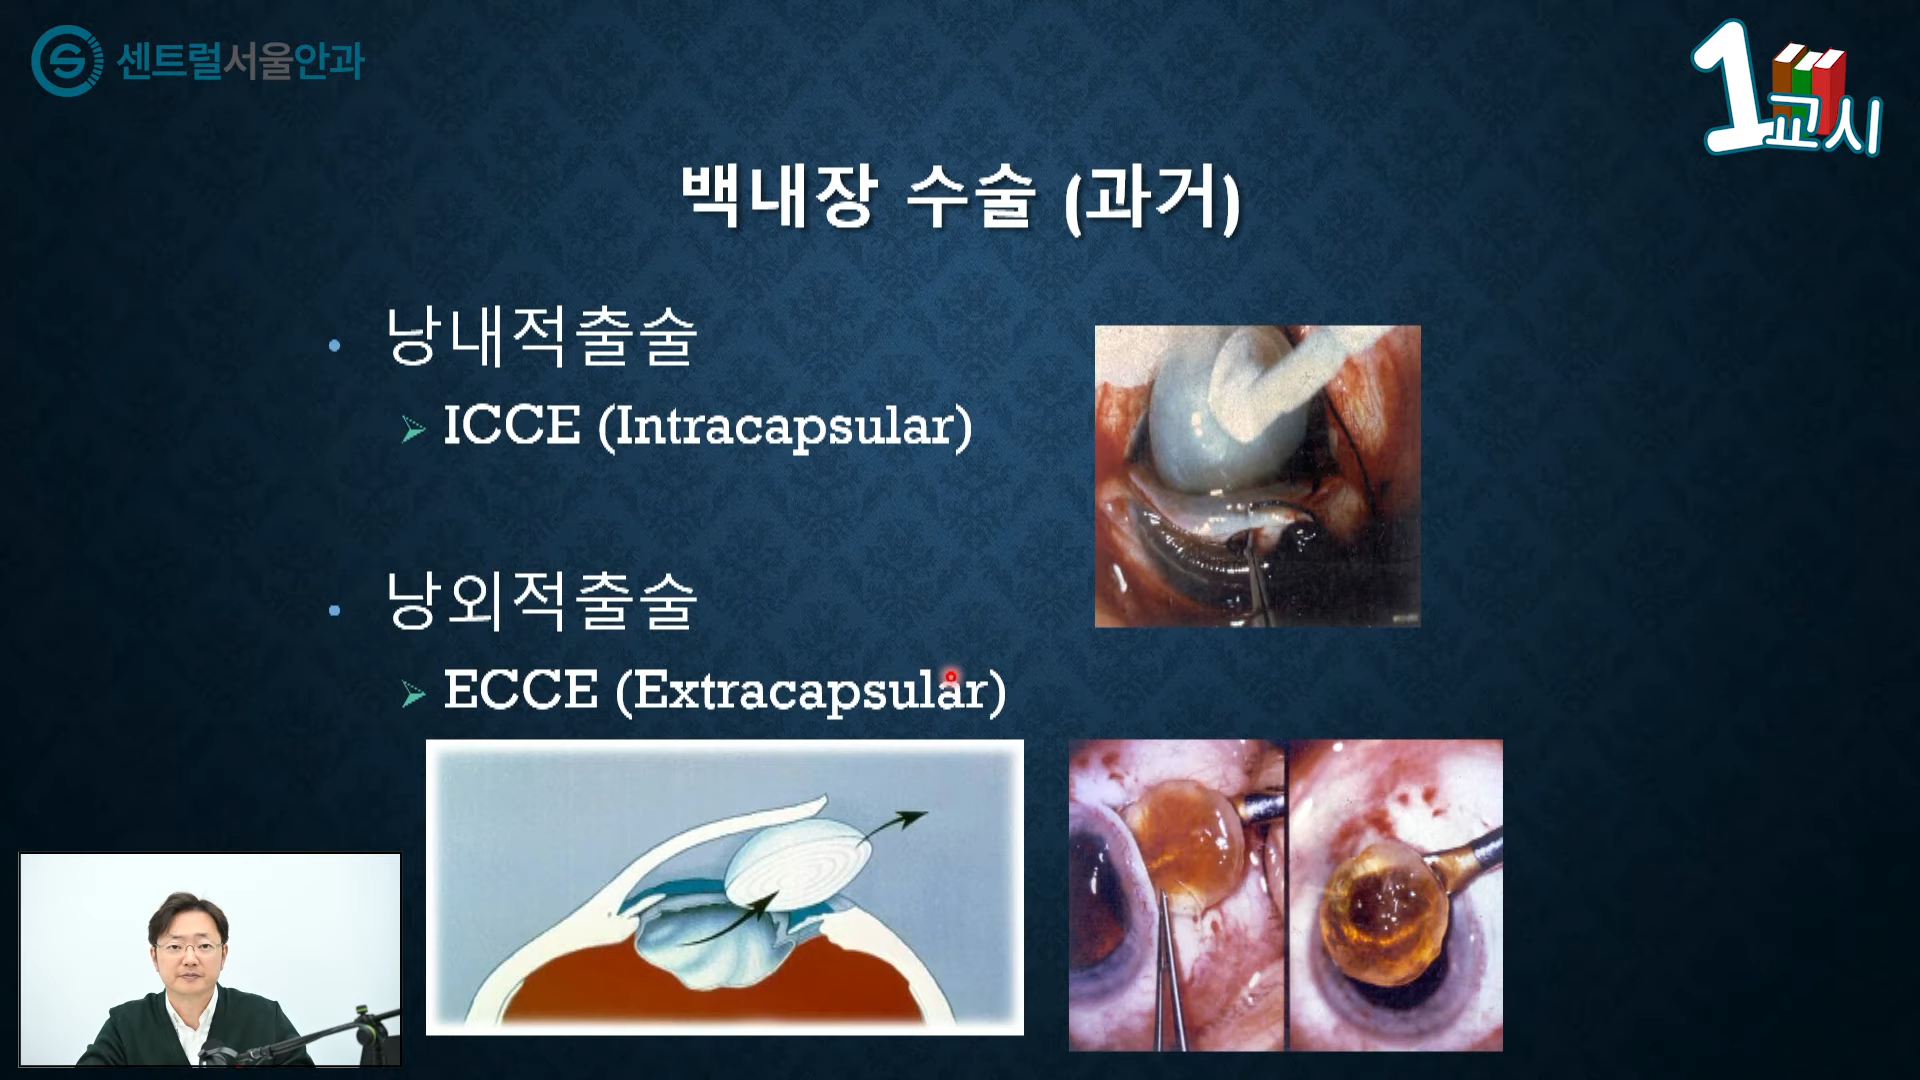 센트럴서울안과
1교시
백내장 수술 (과거)
• 낭내적출술
➢ ICCE (Intracapsular)
• 낭외적출술
➢ ECCE (Extracapsular)